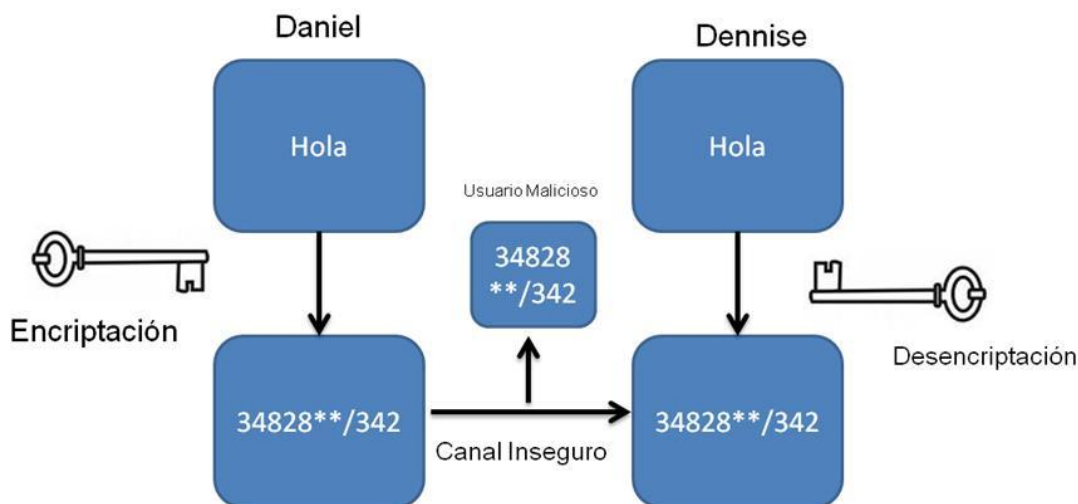 Daniel
Dennise
Hola
Hola
Usuario Malicioso
34828
**/342
Encriptación
Desencriptación
34828**/342
34828**/342
Canal Inseguro